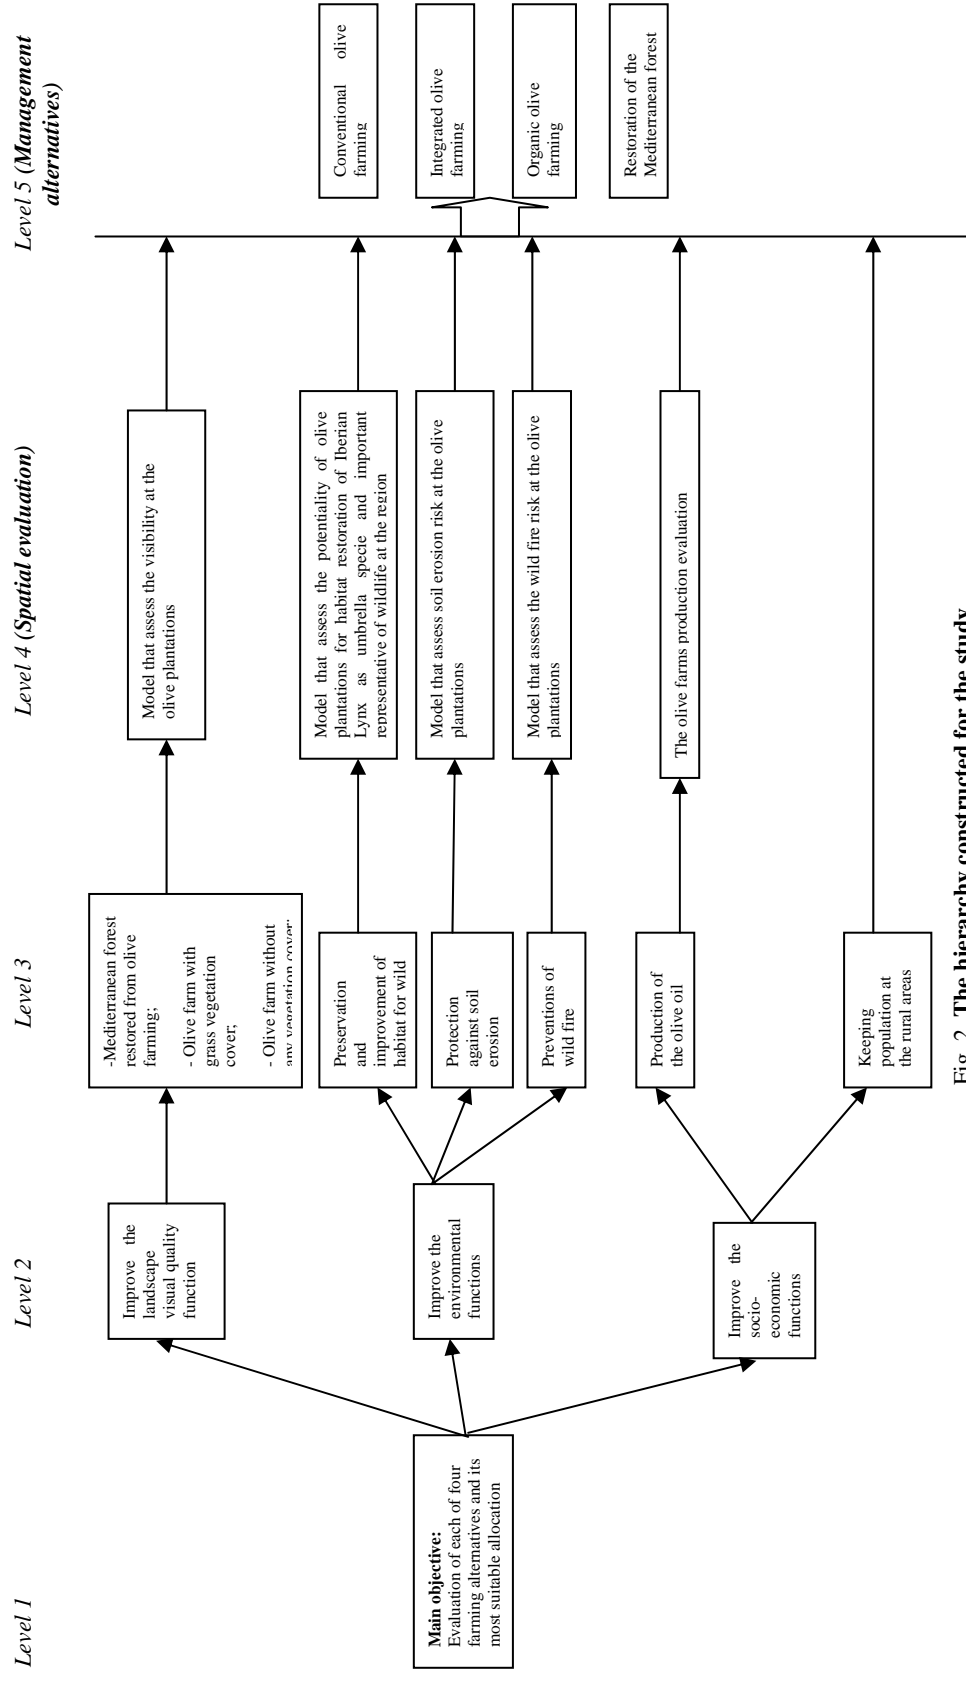 Level 1
Level 2
Level 3
Level 4 (Spatial evaluation)
Level 5 (Management
alternatives)
Main objective:
Evaluation of each of four
farming alternatives and its
most suitable allocation
Improve the
landscape
visual quality
function
Improve the
environmental
functions
Improve the
socio-
economic
functions
-Mediterranean forest
restored from olive
farming;
- Olive farm with
grass vegetation
cover;
- Olive farm without
any vegetation cover;
Preservation
and
improvement of
habitat for wild
Protection
against soil
erosion
Preventions of
wild fire
Production of
the olive oil
Keeping
population at
the rural areas
Model that assess the visibility at the
olive plantations
Model that assess the potentiality of olive
plantations for habitat restoration of Iberian
Lynx as umbrella specie and important
representative of wildlife at the region
Model that assess soil erosion risk at the olive
plantations
Model that assess the wild fire risk at the olive
plantations
The olive farms production evaluation
Conventional olive
farming
Integrated olive
farming
Organic olive
farming
Restoration of the
Mediterranean forest
Fig. 2 The hierarchy constructed for the study